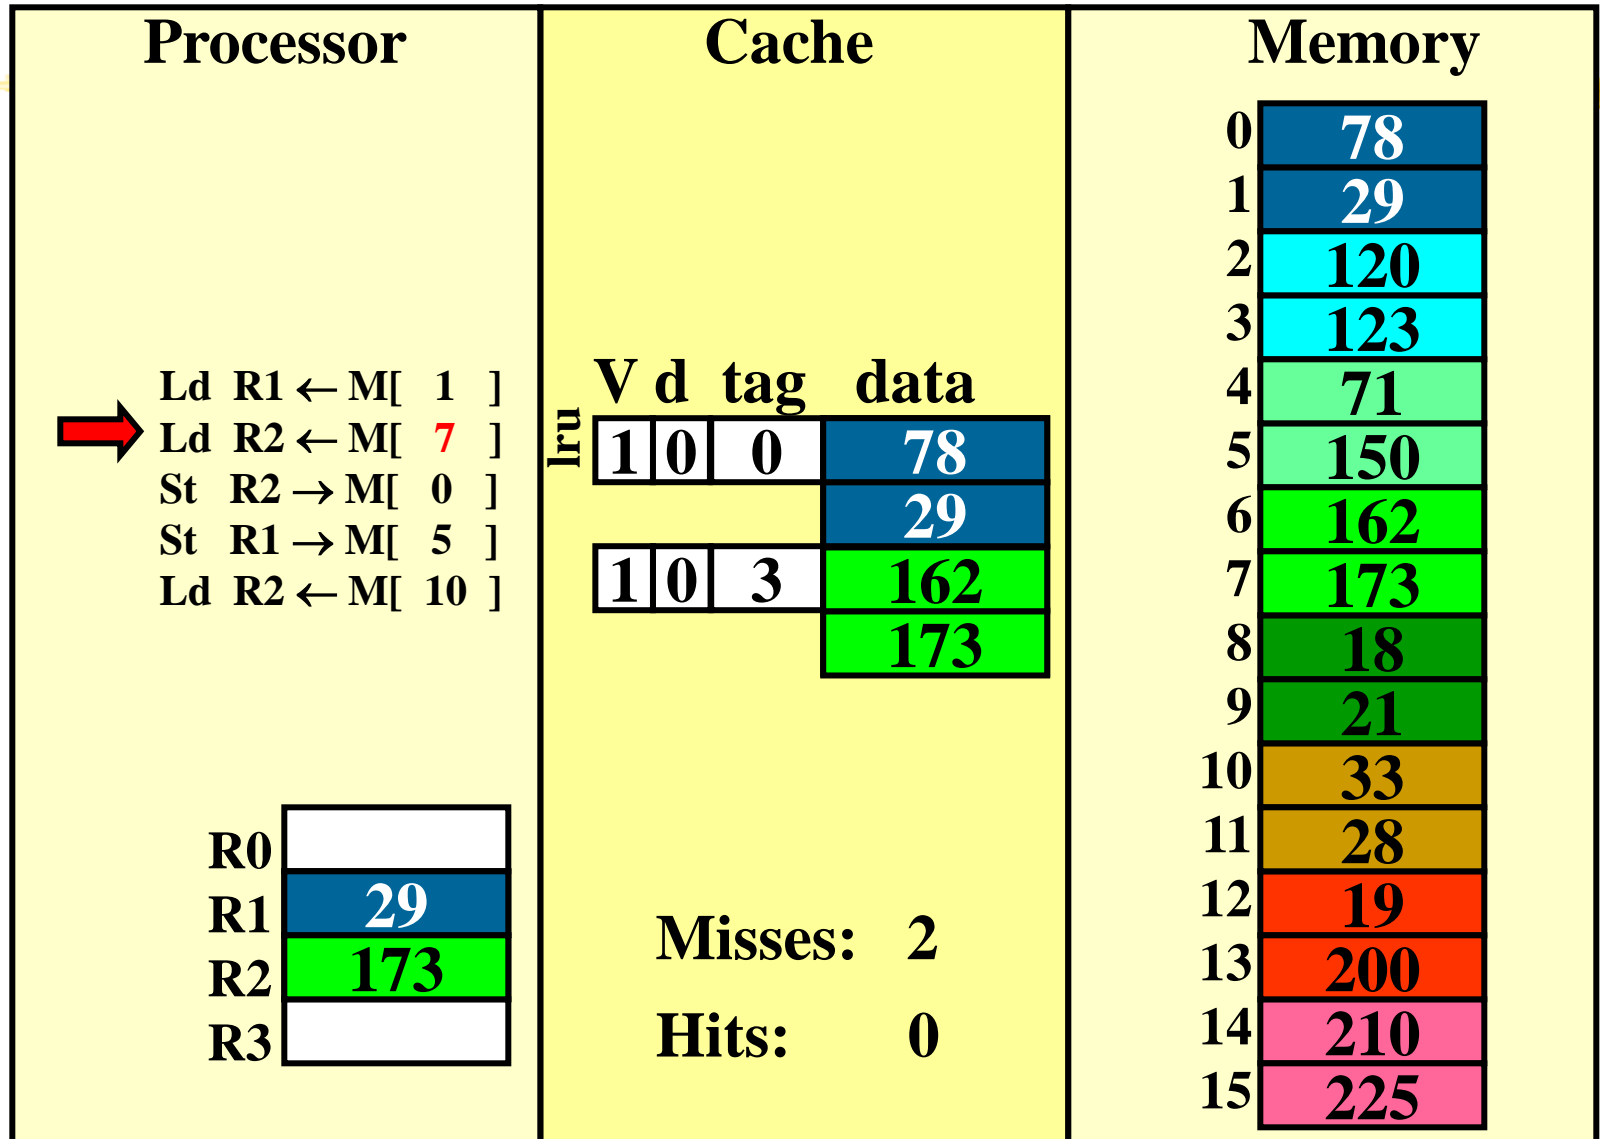 Processor
Ld R1 ← M[ 1 ]
Ld R2 ← M[ 7 ]
St R2 → M[ 0 ]
St R1 → M[ 5 ]
Ld R2 ← M[ 10 ]
R0
R1 29
R2 173
R3
Cache
V d tag data
lru
1 0 0 78
29
1 0 3 162
173
Misses: 2
Hits: 0
Memory
0 78
1 29
2 120
3 123
4 71
5 150
6 162
7 173
8 18
9 21
10 33
11 28
12 19
13 200
14 210
15 225